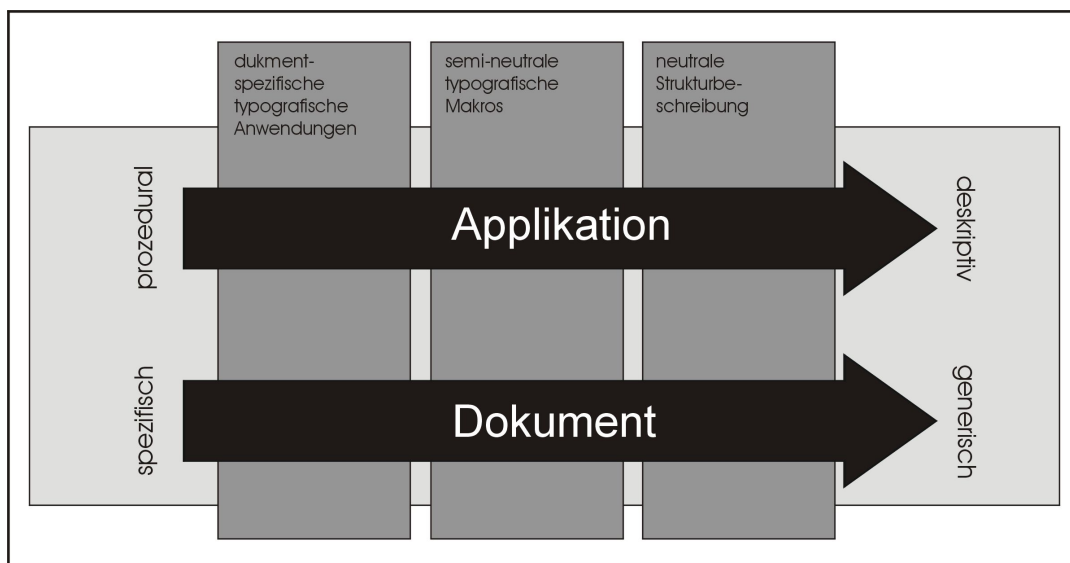 dukment-
spezifische
typografische
Anwendungen
semi-neutrale
typografische
Makros
neutrale
Strukturbe-
schreibung
prozedural
Applikation
deskriptiv
spezifisch
Dokument
generisch